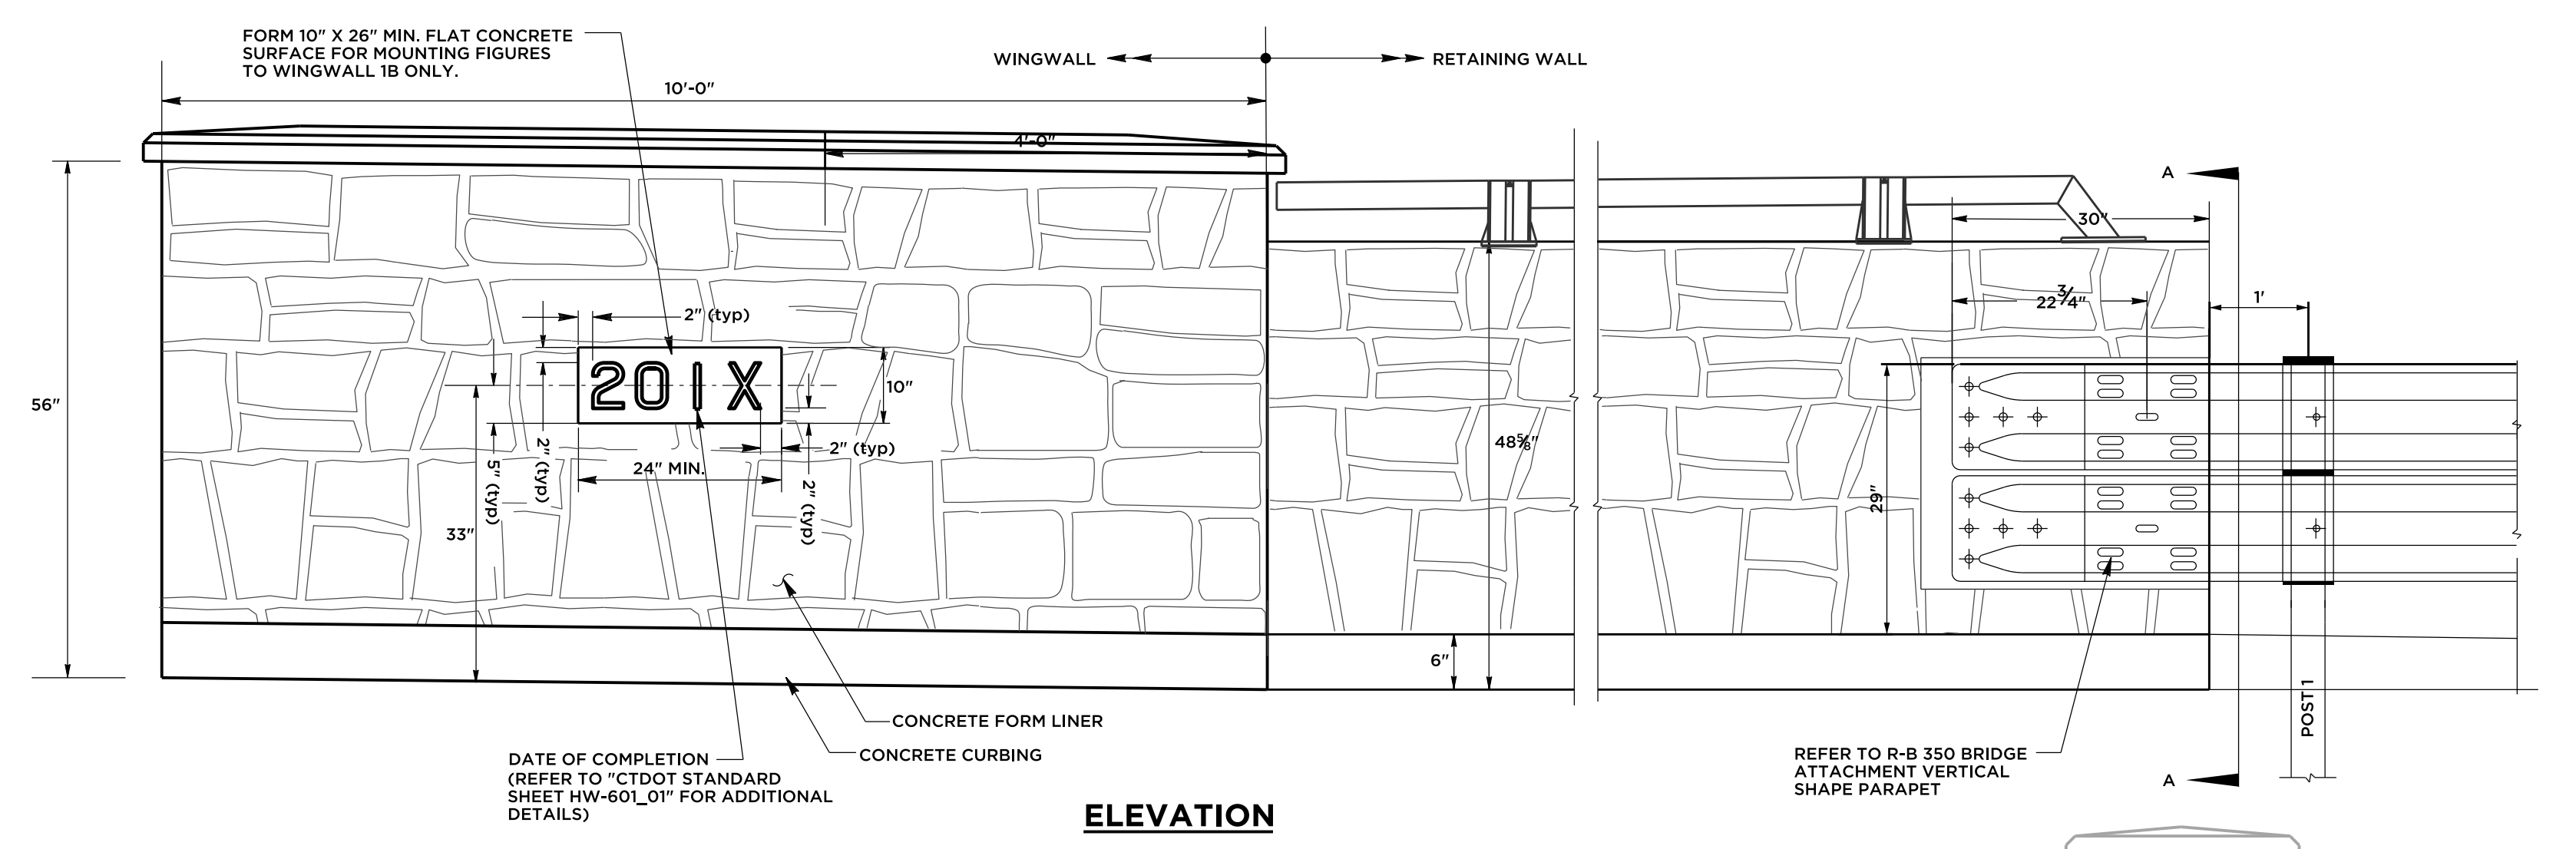 FORM 10" X 26" MIN. FLAT CONCRETE
SURFACE FOR MOUNTING FIGURES
TO WINGWALL 1B ONLY.
WINGWALL
RETAINING WALL
10'-0"
4'-0"
A
30"
22 3/4"
1'
2" (typ)
201X
10"
56"
48⅝"
2" (typ)
2" (typ)
24" MIN.
5" (typ)
2" (typ)
29"
33"
6"
POST 1
CONCRETE FORM LINER
CONCRETE CURBING
DATE OF COMPLETION
(REFER TO "CTDOT STANDARD
SHEET HW-601_01" FOR ADDITIONAL
DETAILS)
REFER TO R-B 350 BRIDGE
ATTACHMENT VERTICAL
SHAPE PARAPET
A
ELEVATION